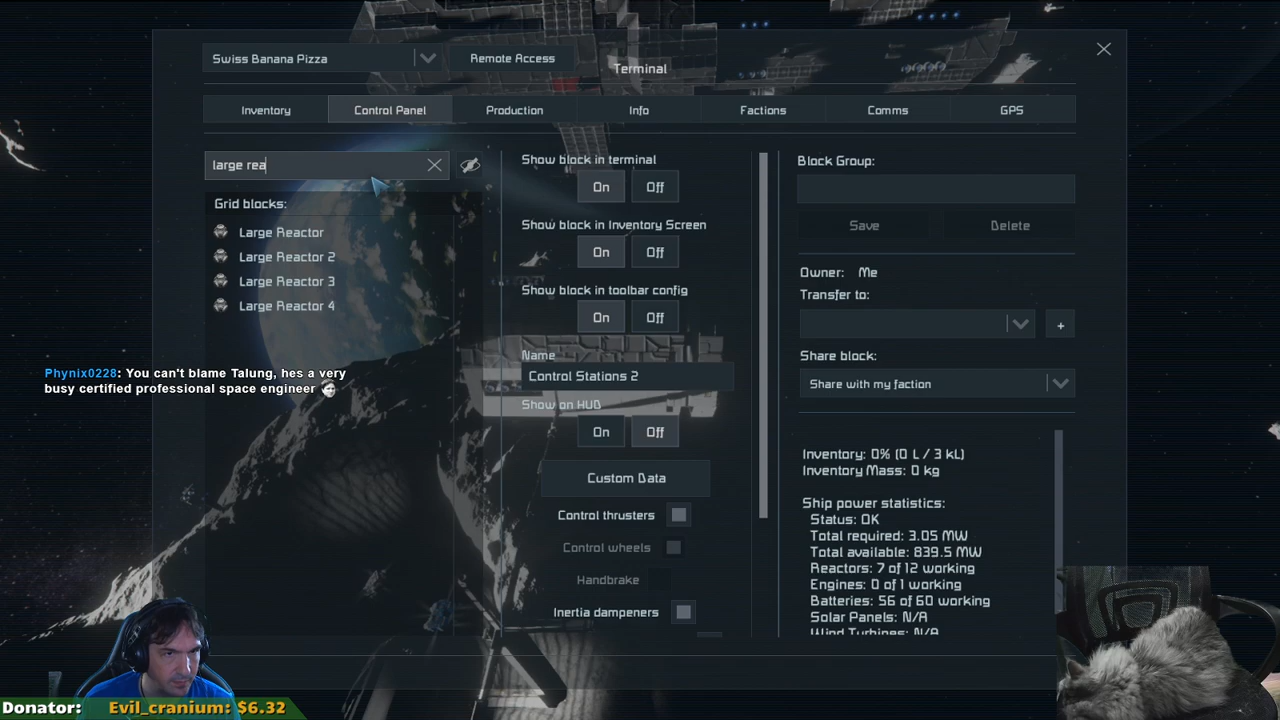 Swiss Banana Pizza
Remote Access
Terminal
Inventory
Control Panel
Production
Info
Factions
Comms
GPS
large rea
Grid blocks:
Large Reactor
Large Reactor 2
Large Reactor 3
Large Reactor 4
Phynix0228: You can't blame Talung, hes a very
busy certified professional space engineer
Show block in terminal
On Off
Show block in Inventory Screen
On Off
Show block in toolbar config
On Off
Name
Control Stations 2
Show on HUD
On Off
Custom Data
Control thrusters
Control wheels
Handbrake
Inertia dampeners
Block Group:
Save Delete
Owner: Me
Transfer to:
+
Share block:
Share with my faction
Inventory: 0% (0 L / 3 kL)
Inventory Mass: 0 kg
Ship power statistics:
Status: OK
Total required: 3.05 MW
Total available: 839.5 MW
Reactors: 7 of 12 working
Engines: 0 of 1 working
Batteries: 56 of 60 working
Solar Panels: N/A
Wind Turbines: N/A
Donator: Evil_cranium: $6.32